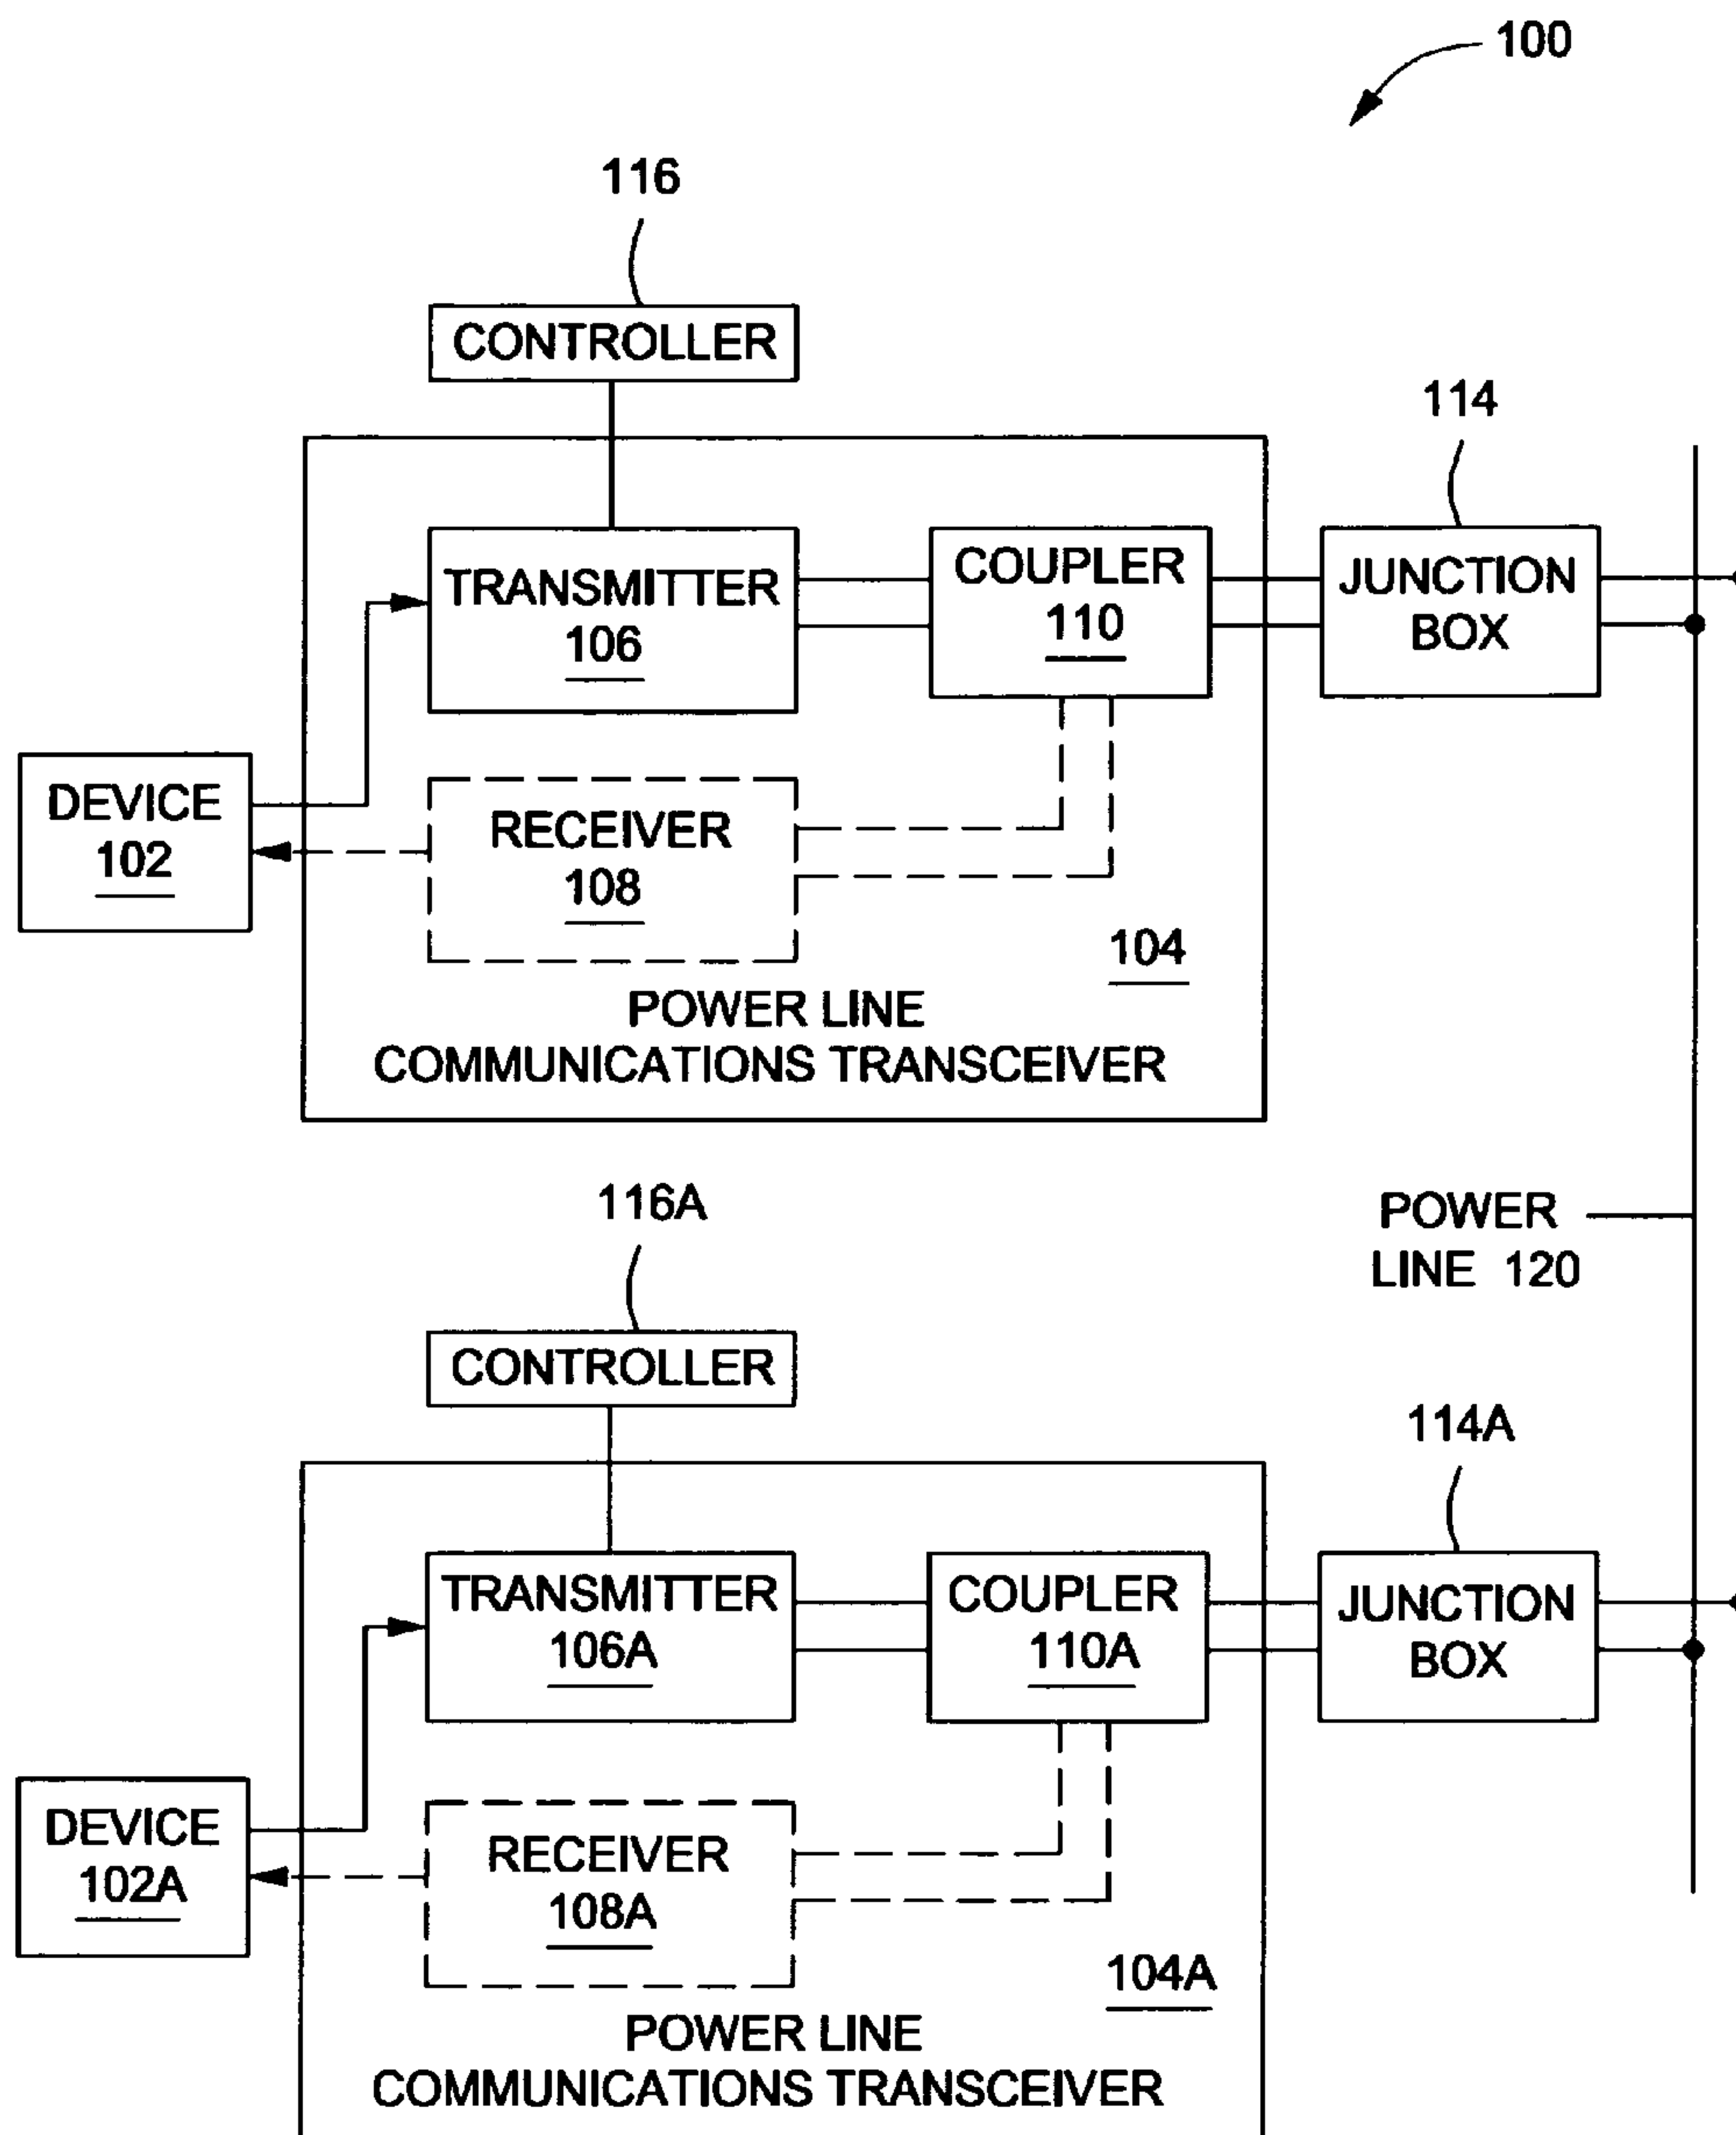 100
116
CONTROLLER
114
TRANSMITTER
106
COUPLER
110
JUNCTION
BOX
DEVICE
102
RECEIVER
108
104
POWER LINE
COMMUNICATIONS TRANSCEIVER
116A
POWER
LINE 120
CONTROLLER
114A
TRANSMITTER
106A
COUPLER
110A
JUNCTION
BOX
DEVICE
102A
RECEIVER
108A
104A
POWER LINE
COMMUNICATIONS TRANSCEIVER